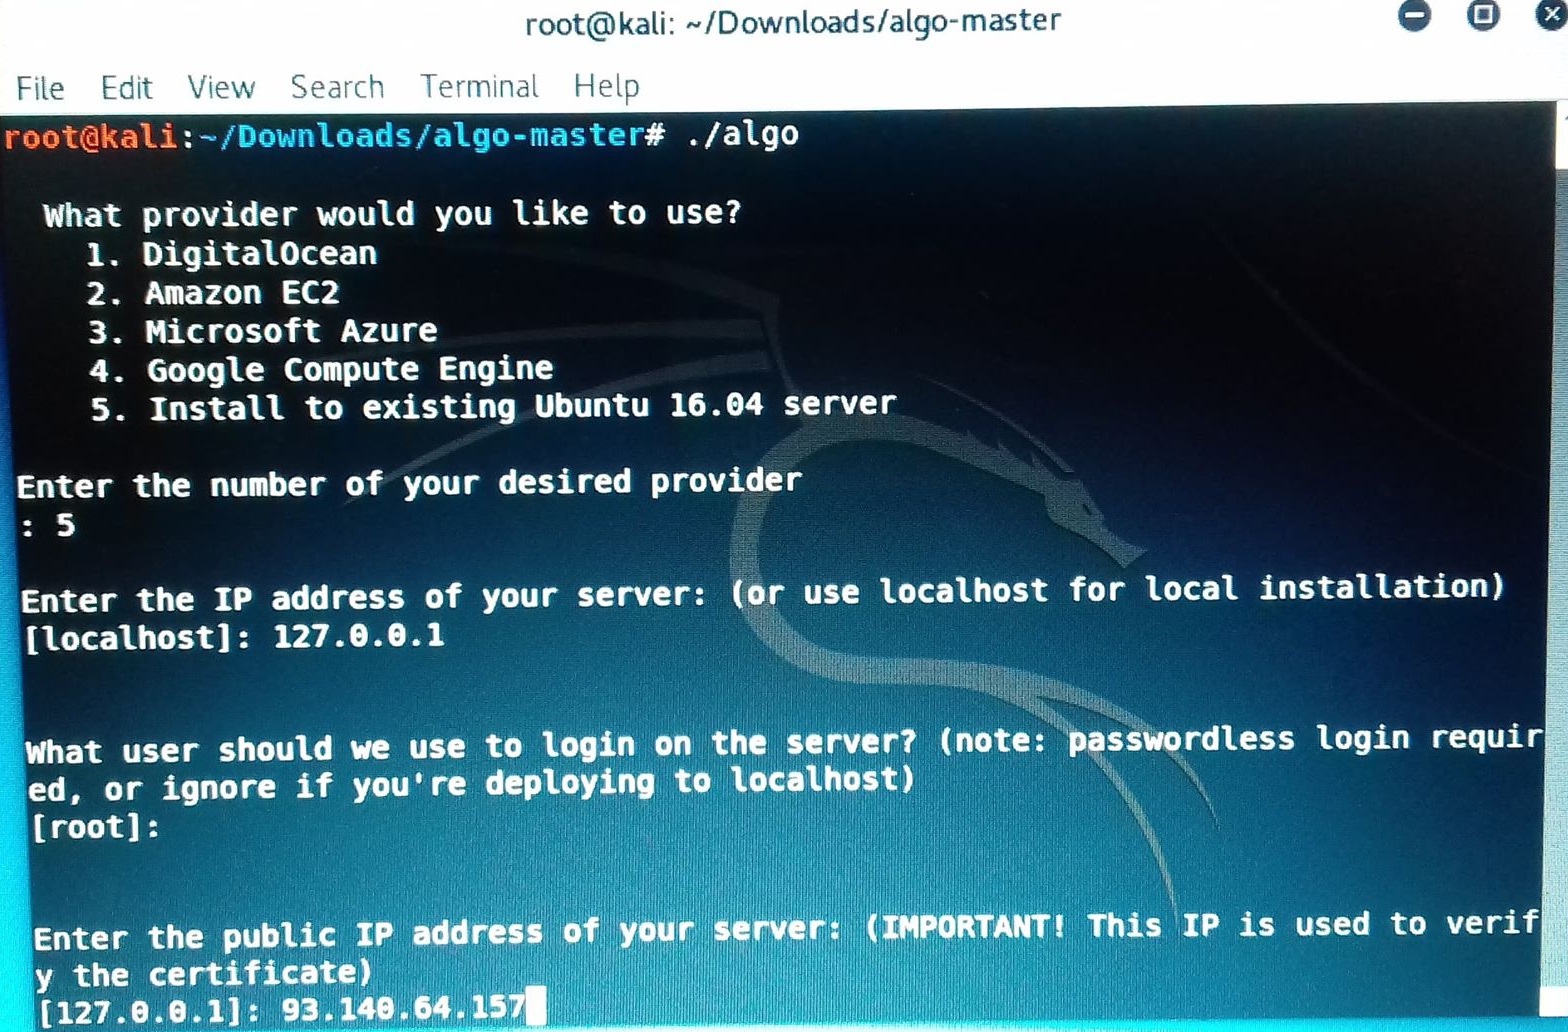 root@kali: ~/Downloads/algo-master
File Edit View Search Terminal Help
root@kali:~/Downloads/algo-master# ./algo
What provider would you like to use?
1. DigitalOcean
2. Amazon EC2
3. Microsoft Azure
4. Google Compute Engine
5. Install to existing Ubuntu 16.04 server
Enter the number of your desired provider
: 5
Enter the IP address of your server: (or use localhost for local installation)
[localhost]: 127.0.0.1
What user should we use to login on the server? (note: passwordless login requir
ed, or ignore if you're deploying to localhost)
[root]:
Enter the public IP address of your server: (IMPORTANT! This IP is used to verif
y the certificate)
[127.0.0.1]: 93.140.64.157